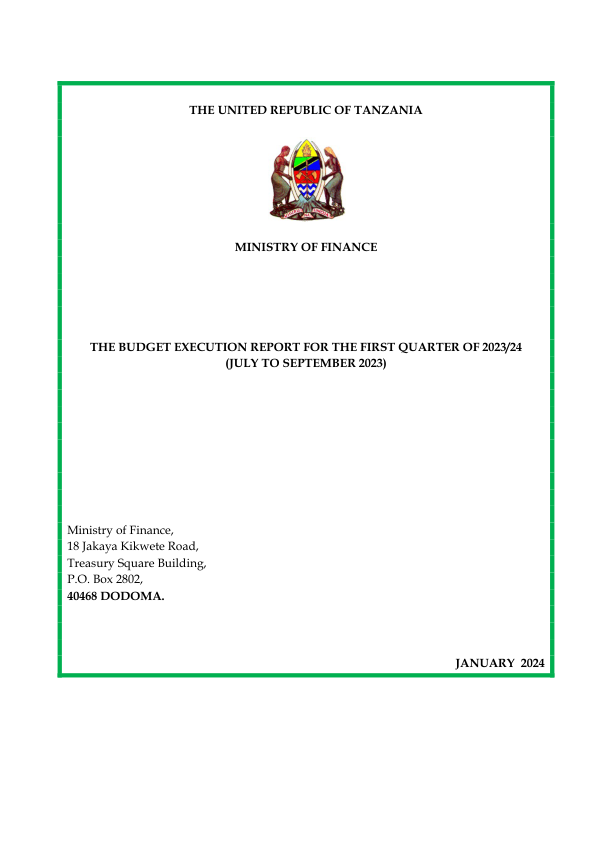 THE UNITED REPUBLIC OF TANZANIA
MINISTRY OF FINANCE
THE BUDGET EXECUTION REPORT FOR THE FIRST QUARTER OF 2023/24
(JULY TO SEPTEMBER 2023)
Ministry of Finance,
18 Jakaya Kikwete Road,
Treasury Square Building,
P.O. Box 2802,
40468 DODOMA.
JANUARY 2024